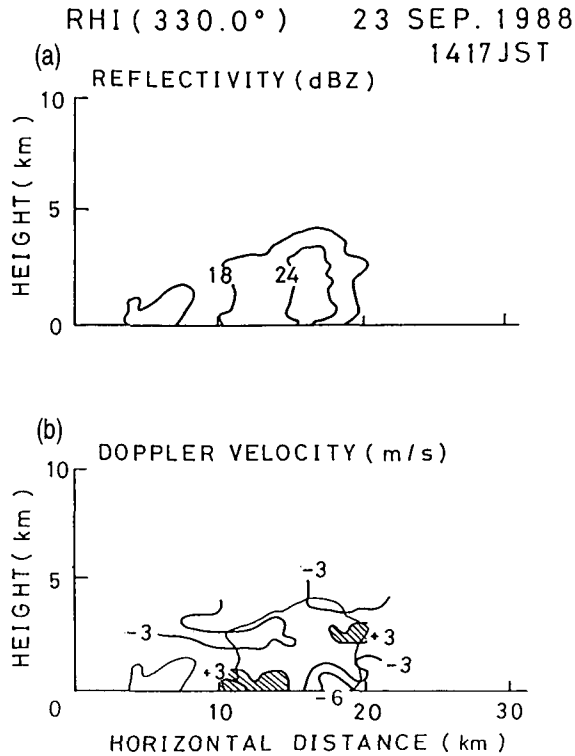 RHI(330.0°) 23 SEP.1988
(a) 1417JST
REFLECTIVITY(dBZ)
10
HEIGHT(km)
5
18 24
0
(b)
DOPPLER VELOCITY(m/s)
10
HEIGHT(km)
5
-3
-3
+3
+3
-3
-6
0
10 20 30
HORIZONTAL DISTANCE (km)